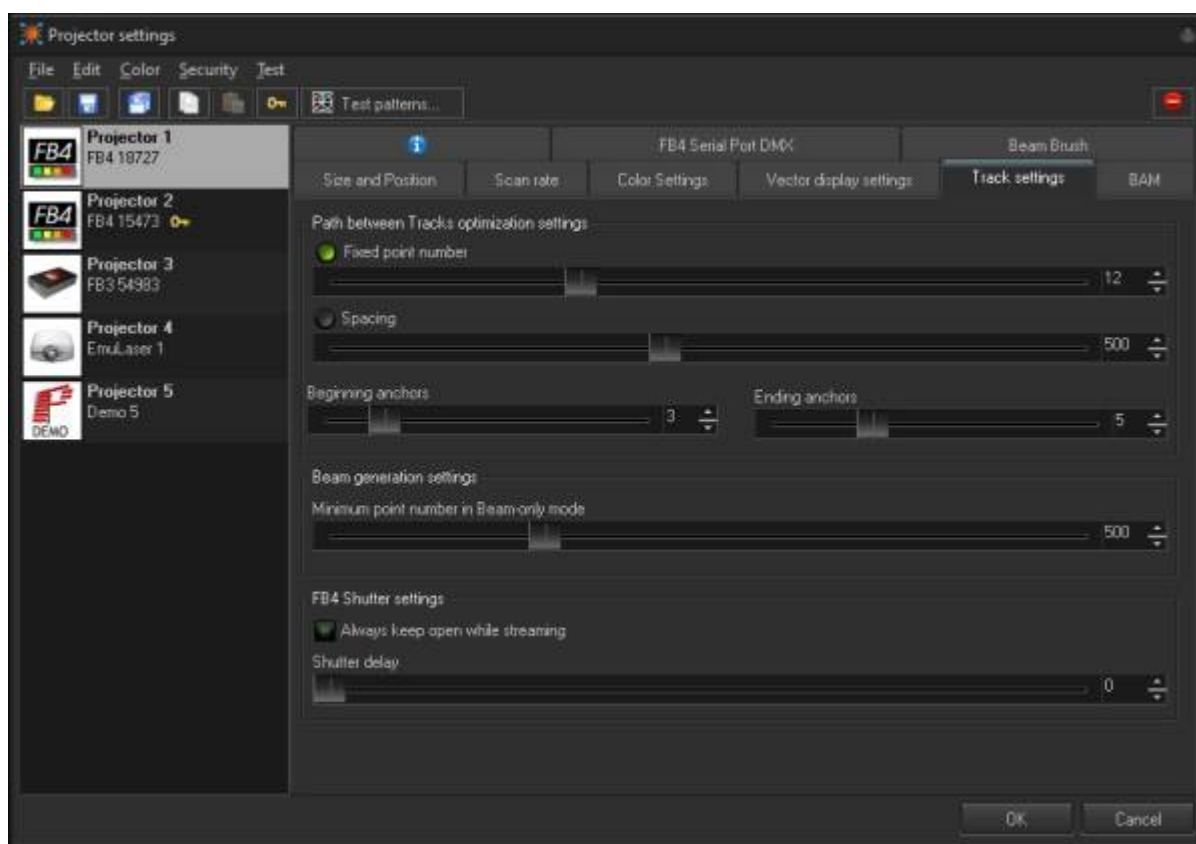 Projector settings
File Edit Color Security Test
Test patterns...
FB4
Projector 1
FB4 18727
FB4
Projector 2
FB4 15473
Projector 3
FB3 54983
Projector 4
EmuLaser 1
DEMO
Projector 5
Demo 5
FB4 Serial Port DMX Beam Brush
Size and Position Scan rate Color Settings Vector display settings Track settings BAM
Path between Tracks optimization settings
Fixed point number
12
Spacing
500
Beginning anchors Ending anchors
3 5
Beam generation settings
Minimum point number in Beam-only mode
500
FB4 Shutter settings
Always keep open while streaming
Shutter delay
0
OK Cancel